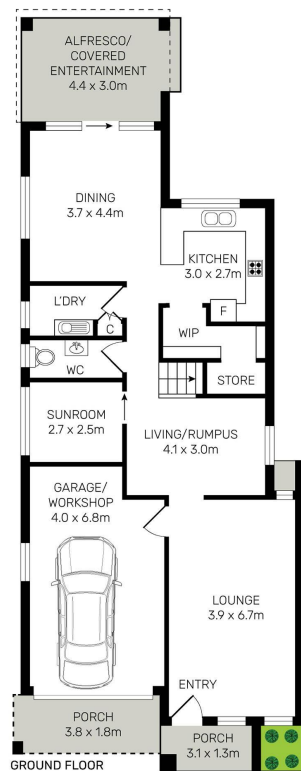 ALFRESCO/
COVERED
ENTERTAINMENT
4.4 x 3.0m
DINING
3.7 x 4.4m
KITCHEN
3.0 x 2.7m
F
L'DRY
C
WIP
WC
STORE
SUNROOM
2.7 x 2.5m
LIVING/RUMPUS
4.1 x 3.0m
GARAGE/
WORKSHOP
4.0 x 6.8m
LOUNGE
3.9 x 6.7m
ENTRY
PORCH
3.8 x 1.8m
PORCH
3.1 x 1.3m
GROUND FLOOR